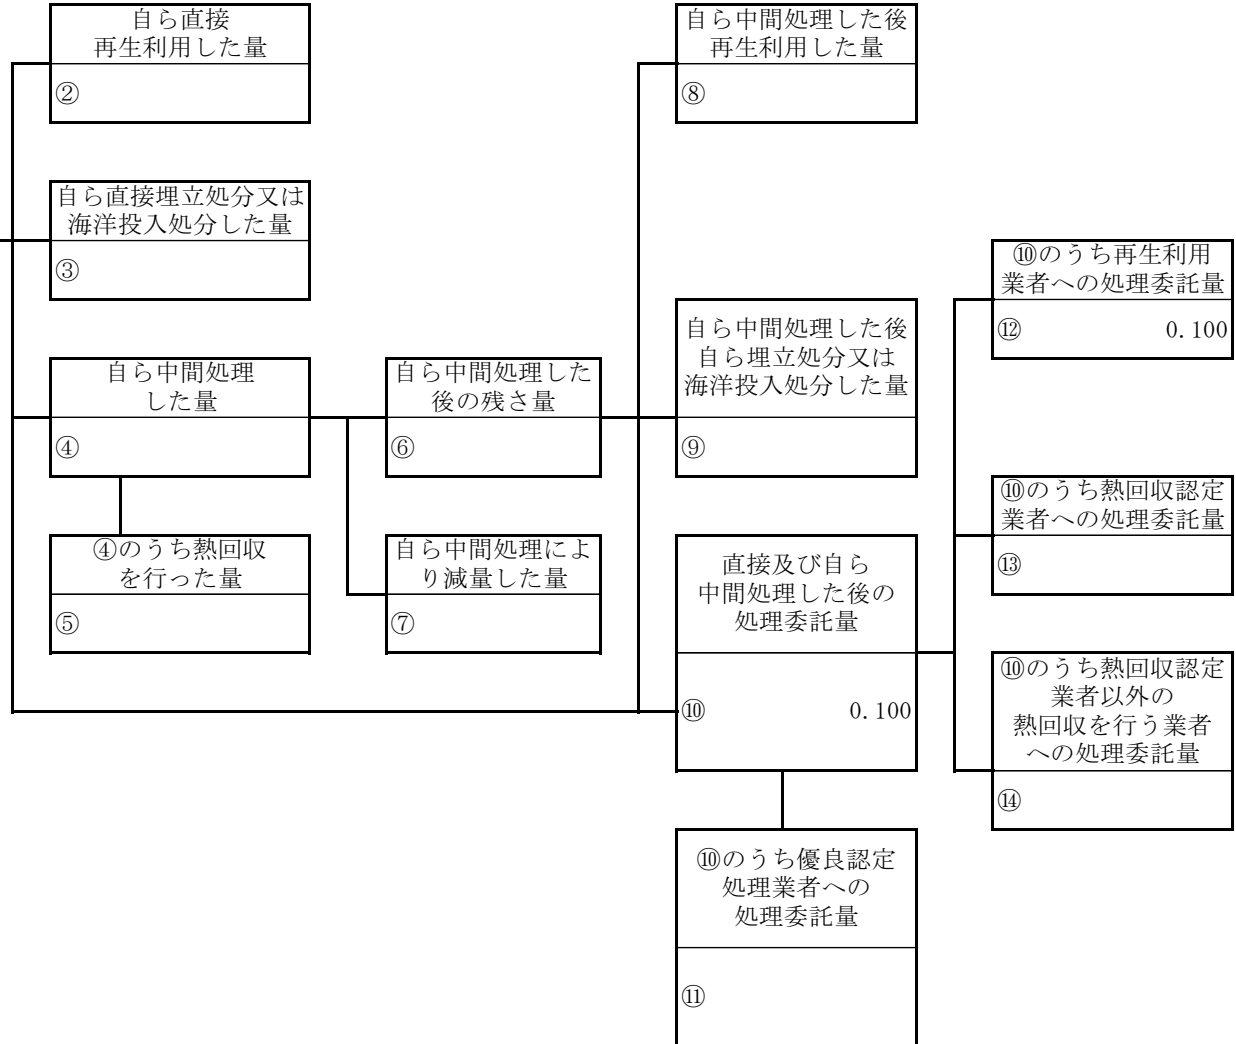 自ら直接
再生利用した量
②
自ら直接埋立処分又は
海洋投入処分した量
③
自ら中間処理
した量
④
④のうち熱回収
を行った量
⑤
自ら中間処理した
後の残さ量
⑥
自ら中間処理によ
り減量した量
⑦
自ら中間処理した後
再生利用した量
⑧
自ら中間処理した後
自ら埋立処分又は
海洋投入処分した量
⑨
直接及び自ら
中間処理した後の
処理委託量
⑩ 0.100
⑩のうち優良認定
処理業者への
処理委託量
⑪
⑩のうち再生利用
業者への処理委託量
⑫ 0.100
⑩のうち熱回収認定
業者への処理委託量
⑬
⑩のうち熱回収認定
業者以外の
熱回収を行う業者
への処理委託量
⑭